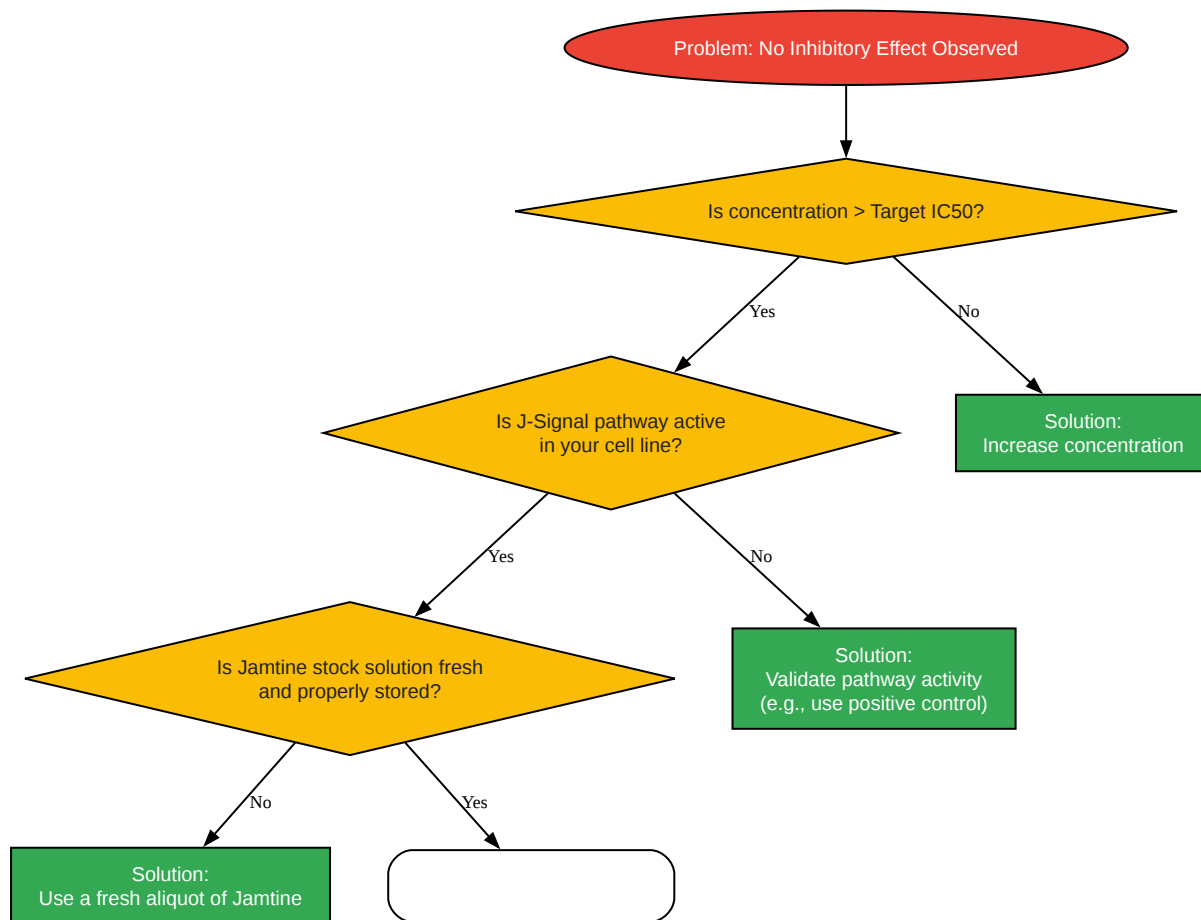 Problem: No Inhibitory Effect Observed
Is concentration > Target IC50?
Yes
No
Is J-Signal pathway active
in your cell line?
Solution:
Increase concentration
Yes
No
Is Jamtine stock solution fresh
and properly stored?
Solution:
Validate pathway activity
(e.g., use positive control)
No
Yes
Solution:
Use a fresh aliquot of Jamtine